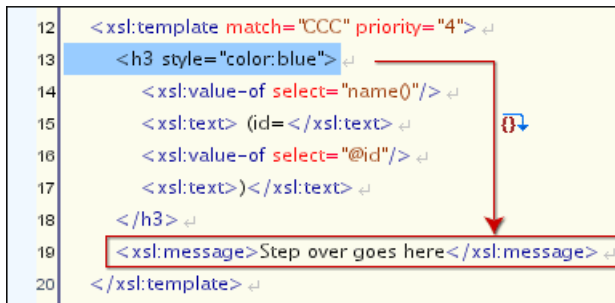 12 <xsl:template match="CCC" priority="4">
13 <h3 style="color:blue">
14 <xsl:value-of select="name()"/>
15 <xsl:text> (id=</xsl:text>
16 <xsl:value-of select="@id"/>
17 <xsl:text>)</xsl:text>
18 </h3>
19 <xsl:message>Step over goes here</xsl:message>
20 </xsl:template>